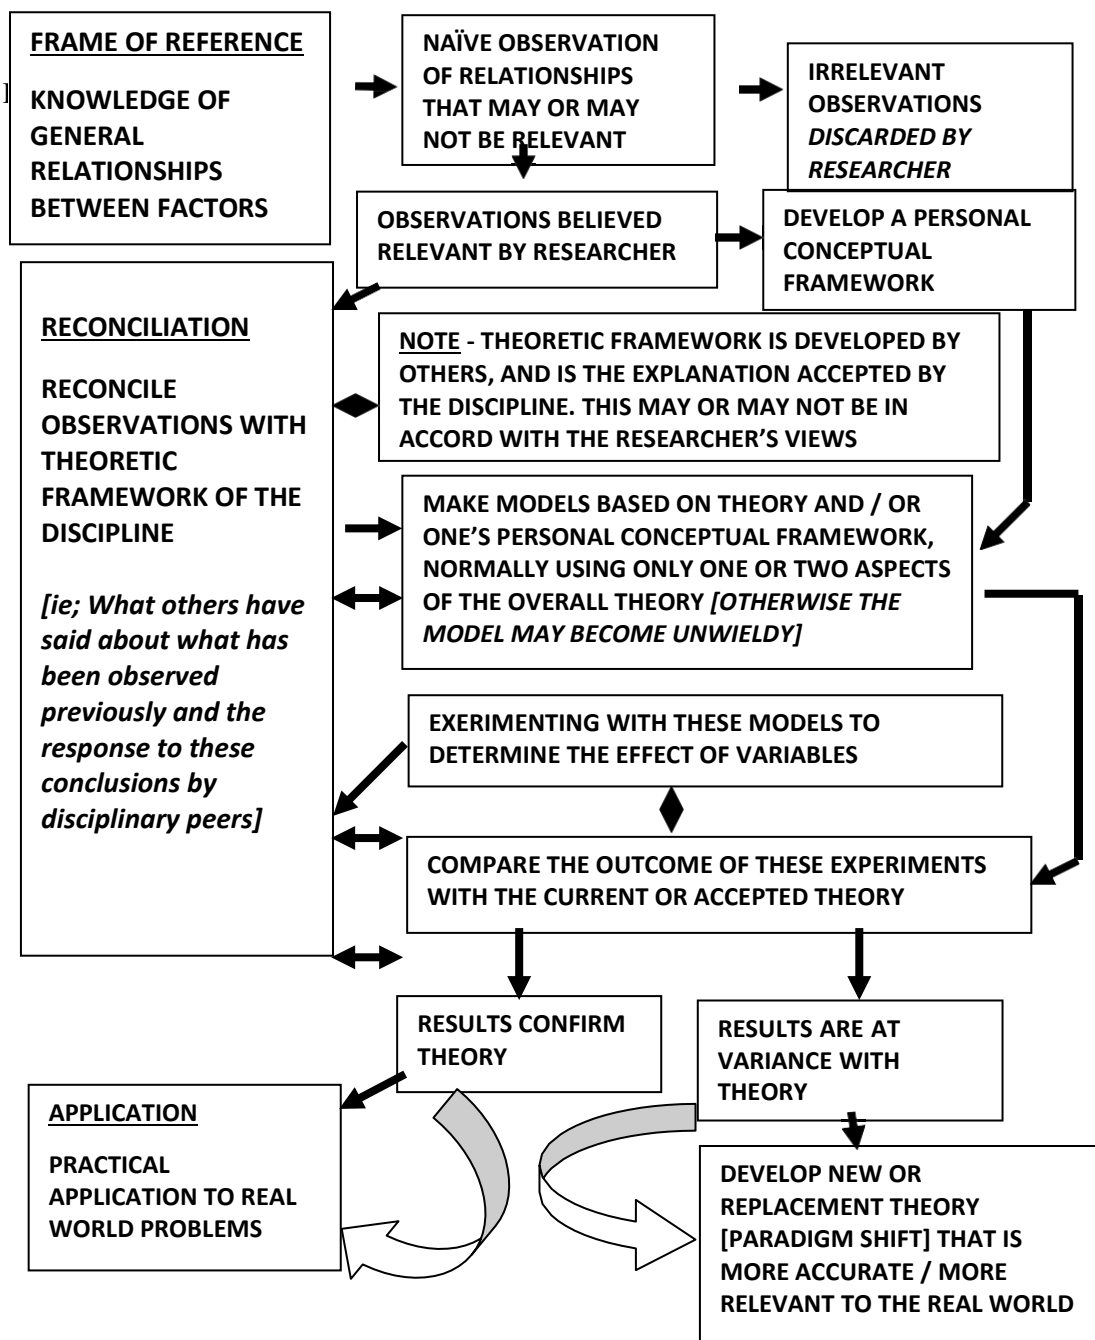 FRAME OF REFERENCE
KNOWLEDGE OF
GENERAL
RELATIONSHIPS
BETWEEN FACTORS
NAÏVE OBSERVATION
OF RELATIONSHIPS
THAT MAY OR MAY
NOT BE RELEVANT
IRRELEVANT
OBSERVATIONS
DISCARDED BY
RESEARCHER
OBSERVATIONS BELIEVED
RELEVANT BY RESEARCHER
DEVELOP A PERSONAL
CONCEPTUAL
FRAMEWORK
RECONCILIATION
RECONCILE
OBSERVATIONS WITH
THEORETIC
FRAMEWORK OF THE
DISCIPLINE
[ie; What others have
said about what has
been observed
previously and the
response to these
conclusions by
disciplinary peers]
NOTE - THEORETIC FRAMEWORK IS DEVELOPED BY
OTHERS, AND IS THE EXPLANATION ACCEPTED BY
THE DISCIPLINE. THIS MAY OR MAY NOT BE IN
ACCORD WITH THE RESEARCHER’S VIEWS
MAKE MODELS BASED ON THEORY AND / OR
ONE’S PERSONAL CONCEPTUAL FRAMEWORK,
NORMALLY USING ONLY ONE OR TWO ASPECTS
OF THE OVERALL THEORY [OTHERWISE THE
MODEL MAY BECOME UNWIELDY]
EXERIMENTING WITH THESE MODELS TO
DETERMINE THE EFFECT OF VARIABLES
COMPARE THE OUTCOME OF THESE EXPERIMENTS
WITH THE CURRENT OR ACCEPTED THEORY
RESULTS CONFIRM
THEORY
RESULTS ARE AT
VARIANCE WITH
THEORY
APPLICATION
PRACTICAL
APPLICATION TO REAL
WORLD PROBLEMS
DEVELOP NEW OR
REPLACEMENT THEORY
[PARADIGM SHIFT] THAT IS
MORE ACCURATE / MORE
RELEVANT TO THE REAL WORLD